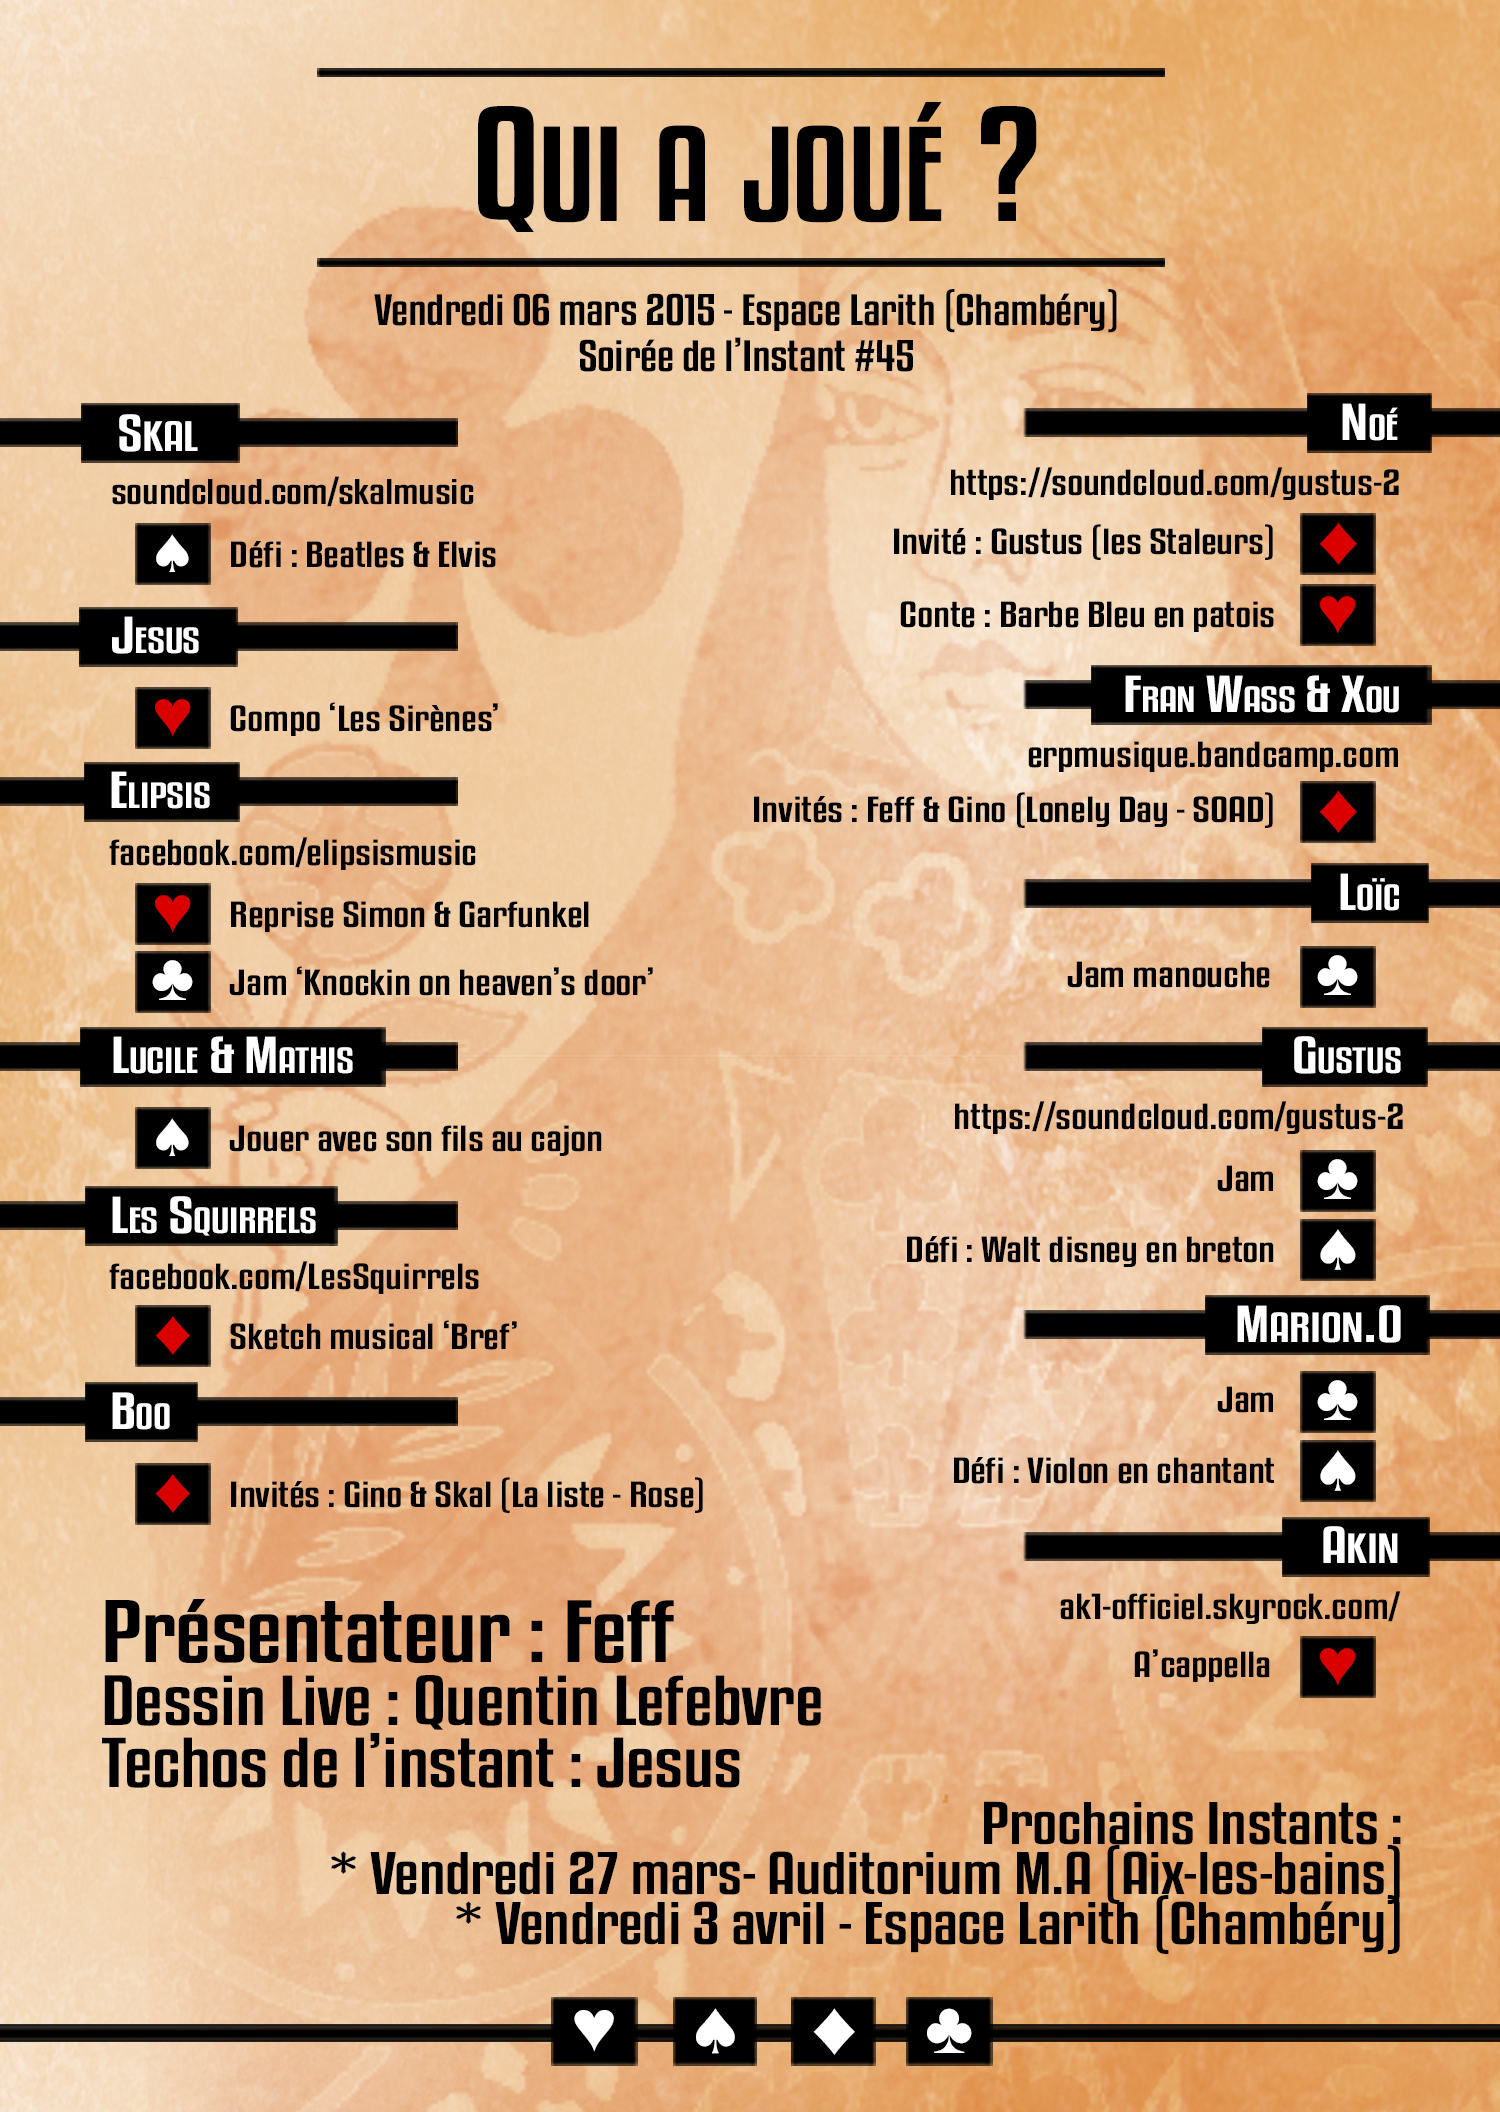 Qui a joué ?
Vendredi 06 mars 2015 - Espace Larith (Chambéry)
Soirée de l'Instant #45
Skal
soundcloud.com/skalmusic
Défi : Beatles & Elvis
Jesus
Compo ‘Les Sirènes’
Elipsis
facebook.com/elipsismusic
Reprise Simon & Garfunkel
Jam ‘Knockin on heaven’s door’
Lucile & Mathis
Jouer avec son fils au cajon
Les Squirrels
facebook.com/LesSquirrels
Sketch musical ‘Bref’
Boo
Invités : Gino & Skal (La liste - Rose)
Noé
https://soundcloud.com/gustus-2
Invité : Gustus (les Staleurs)
Conte : Barbe Bleu en patois
Fran Wass & Xou
erpmusique.bandcamp.com
Invités : Feff & Gino (Lonely Day - SOAD)
Loïc
Jam manouche
Gustus
https://soundcloud.com/gustus-2
Jam
Défi : Walt disney en breton
Marion.O
Jam
Défi : Violon en chantant
Akin
ak1-officiel.skyrock.com/
A’cappella
Présentateur : Feff
Dessin Live : Quentin Lefebvre
Techos de l’instant : Jesus
Prochains Instants :
* Vendredi 27 mars- Auditorium M.A (Aix-les-bains)
* Vendredi 3 avril - Espace Larith (Chambéry)